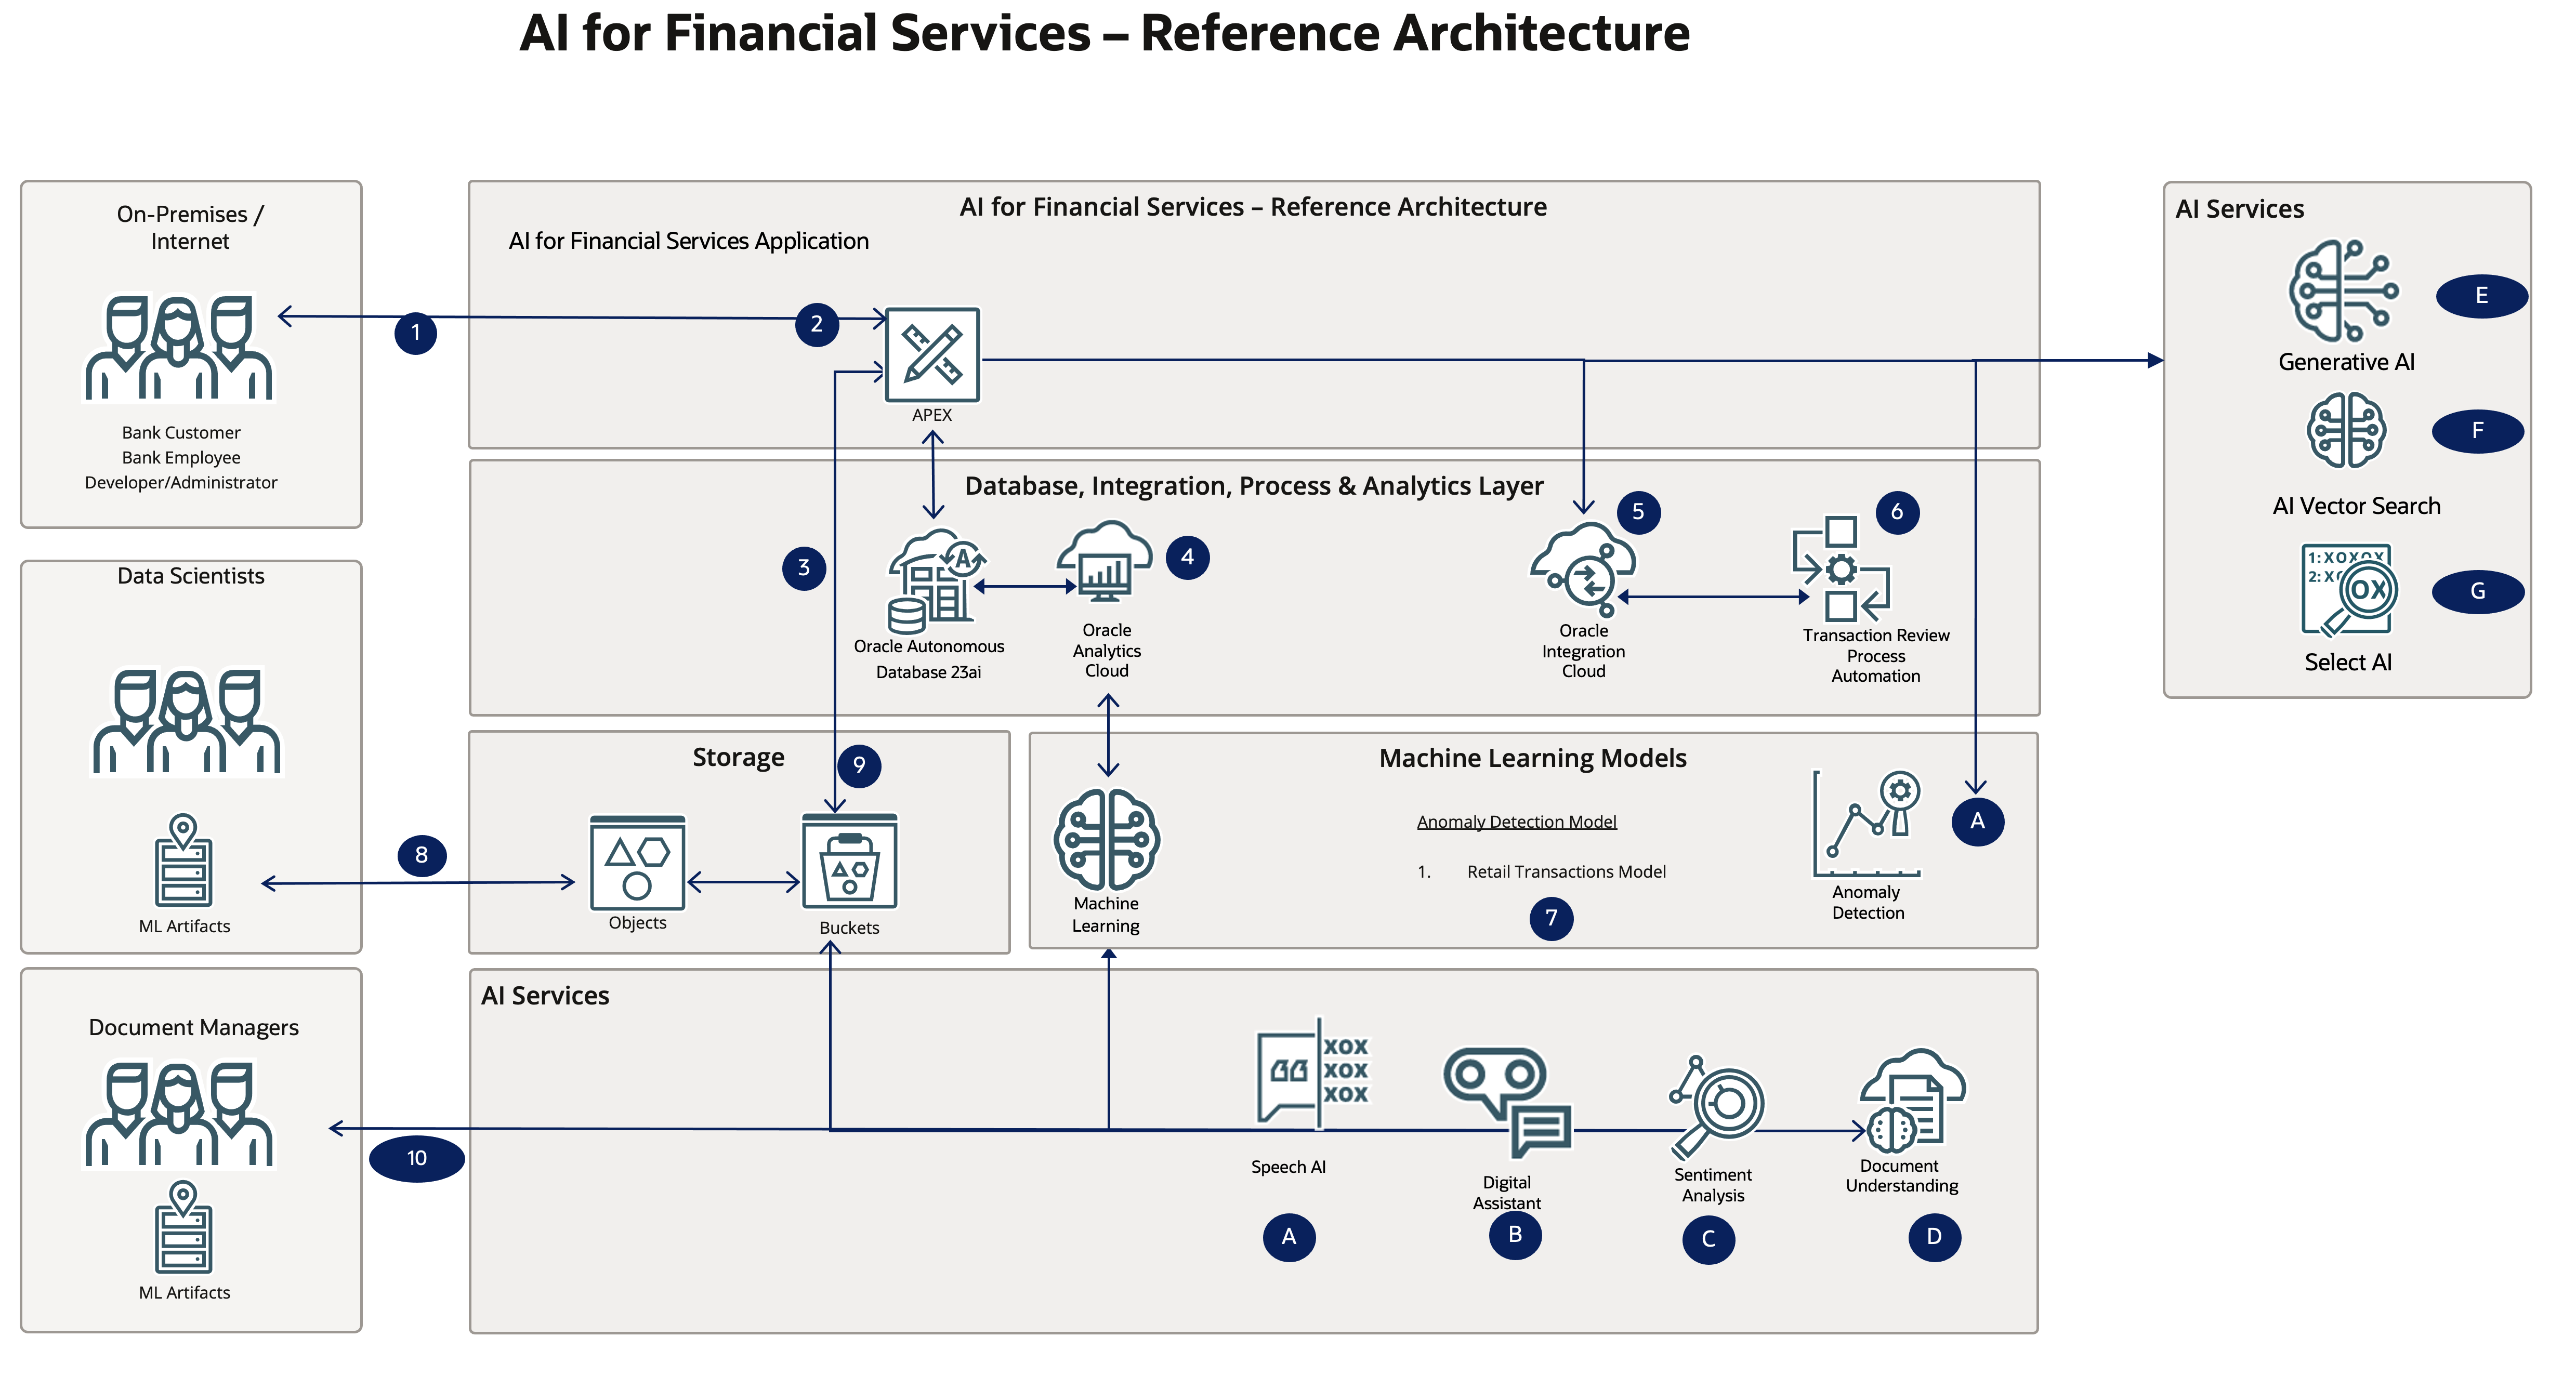 AI for Financial Services – Reference Architecture
On-Premises /
Internet
Bank Customer
Bank Employee
Developer/Administrator
1
AI for Financial Services – Reference Architecture
AI for Financial Services Application
2
APEX
AI Services
E
Generative AI
F
AI Vector Search
1:XOXOX
2:XO
OX
G
Select AI
Database, Integration, Process & Analytics Layer
3
A
Oracle Autonomous
Database 23ai
4
Oracle
Analytics
Cloud
5
Oracle
Integration
Cloud
6
Transaction Review
Process
Automation
Data Scientists
ML Artifacts
8
Storage
9
Objects
Buckets
Machine Learning Models
Machine
Learning
Anomaly Detection Model
1. Retail Transactions Model
7
Anomaly
Detection
A
Document Managers
ML Artifacts
10
AI Services
XOX
XOX
XOX
Speech AI
A
Digital
Assistant
B
Sentiment
Analysis
C
Document
Understanding
D